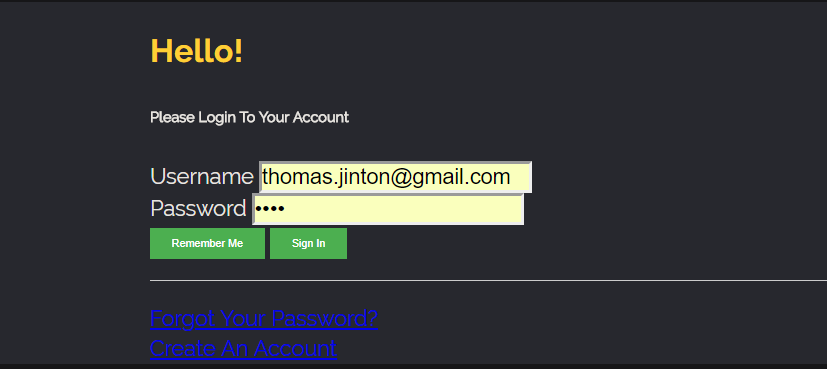 Hello!
Please Login To Your Account
Username thomas.jinton@gmail.com
Password ••••
Remember Me Sign In
Forgot Your Password?
Create An Account